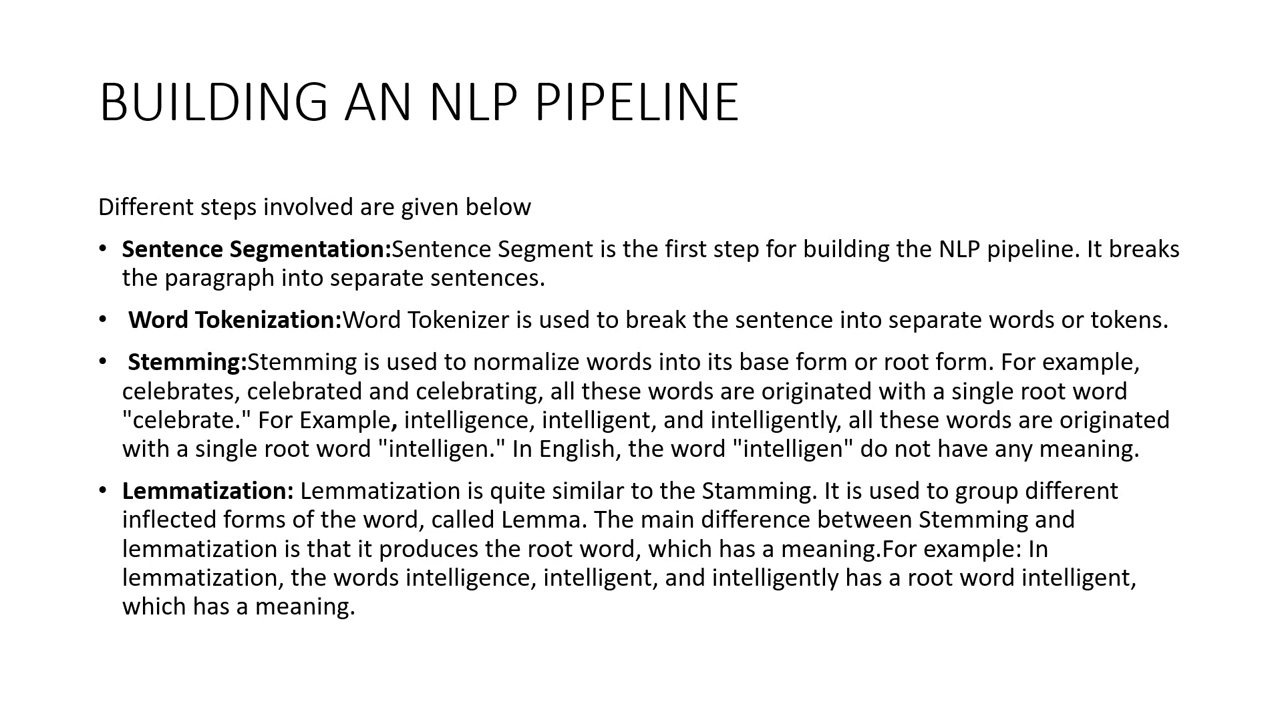 BUILDING AN NLP PIPELINE
Different steps involved are given below
• Sentence Segmentation:Sentence Segment is the first step for building the NLP pipeline. It breaks
the paragraph into separate sentences.
• Word Tokenization:Word Tokenizer is used to break the sentence into separate words or tokens.
• Stemming:Stemming is used to normalize words into its base form or root form. For example,
celebrates, celebrated and celebrating, all these words are originated with a single root word
"celebrate." For Example, intelligence, intelligent, and intelligently, all these words are originated
with a single root word "intelligen." In English, the word "intelligen" do not have any meaning.
• Lemmatization: Lemmatization is quite similar to the Stamming. It is used to group different
inflected forms of the word, called Lemma. The main difference between Stemming and
lemmatization is that it produces the root word, which has a meaning.For example: In
lemmatization, the words intelligence, intelligent, and intelligently has a root word intelligent,
which has a meaning.